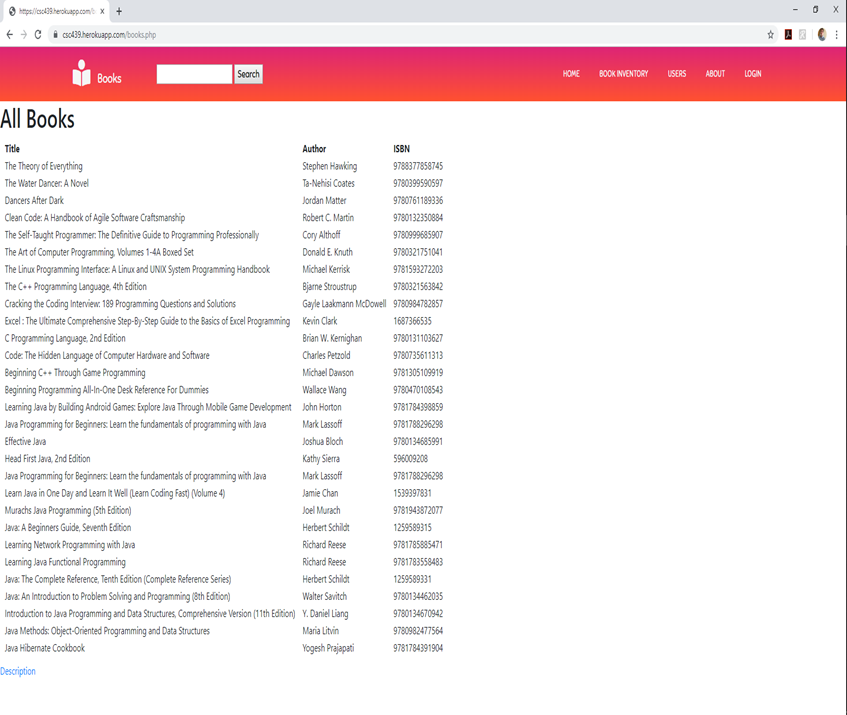 https://csc439.herokuapp.com/b
csc439.herokuapp.com/books.php
Books Search HOME BOOK INVENTORY USERS ABOUT LOGIN
All Books
Title Author ISBN
The Theory of Everything Stephen Hawking 9788377858745
The Water Dancer: A Novel Ta-Nehisi Coates 9780399590597
Dancers After Dark Jordan Matter 9780761189336
Clean Code: A Handbook of Agile Software Craftsmanship Robert C. Martin 9780132350884
The Self-Taught Programmer: The Definitive Guide to Programming Professionally Cory Althoff 9780999685907
The Art of Computer Programming, Volumes 1-4A Boxed Set Donald E. Knuth 9780321751041
The Linux Programming Interface: A Linux and UNIX System Programming Handbook Michael Kerrisk 9781593272203
The C++ Programming Language, 4th Edition Bjarne Stroustrup 9780321563842
Cracking the Coding Interview: 189 Programming Questions and Solutions Gayle Laakmann McDowell 9780984782857
Excel : The Ultimate Comprehensive Step-By-Step Guide to the Basics of Excel Programming Kevin Clark 1687366535
C Programming Language, 2nd Edition Brian W. Kernighan 9780131103627
Code: The Hidden Language of Computer Hardware and Software Charles Petzold 9780735611313
Beginning C++ Through Game Programming Michael Dawson 9781305109919
Beginning Programming All-In-One Desk Reference For Dummies Wallace Wang 9780470108543
Learning Java by Building Android Games: Explore Java Through Mobile Game Development John Horton 9781784398859
Java Programming for Beginners: Learn the fundamentals of programming with Java Mark Lassoff 9781788296298
Effective Java Joshua Bloch 9780134685991
Head First Java, 2nd Edition Kathy Sierra 596009208
Java Programming for Beginners: Learn the fundamentals of programming with Java Mark Lassoff 9781788296298
Learn Java in One Day and Learn It Well (Learn Coding Fast) (Volume 4) Jamie Chan 1539397831
Murachs Java Programming (5th Edition) Joel Murach 9781943872077
Java: A Beginners Guide, Seventh Edition Herbert Schildt 1259589315
Learning Network Programming with Java Richard Reese 9781785885471
Learning Java Functional Programming Richard Reese 9781783558483
Java: The Complete Reference, Tenth Edition (Complete Reference Series) Herbert Schildt 1259589331
Java: An Introduction to Problem Solving and Programming (8th Edition) Walter Savitch 9780134462035
Introduction to Java Programming and Data Structures, Comprehensive Version (11th Edition) Y. Daniel Liang 9780134670942
Java Methods: Object-Oriented Programming and Data Structures Maria Litvin 9780982477564
Java Hibernate Cookbook Yogesh Prajapati 9781784391904
Description